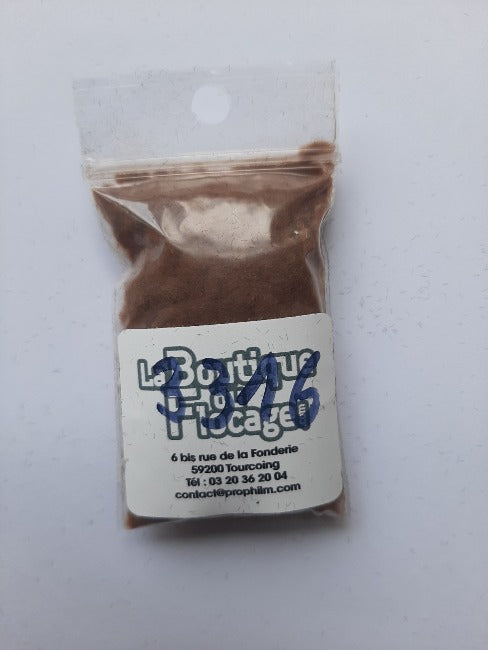 La Boutique
du
Flocage
3316
6 bis rue de la Fonderie
59200 Tourcoing
Tél : 03 20 36 20 04
contact@prophilm.com